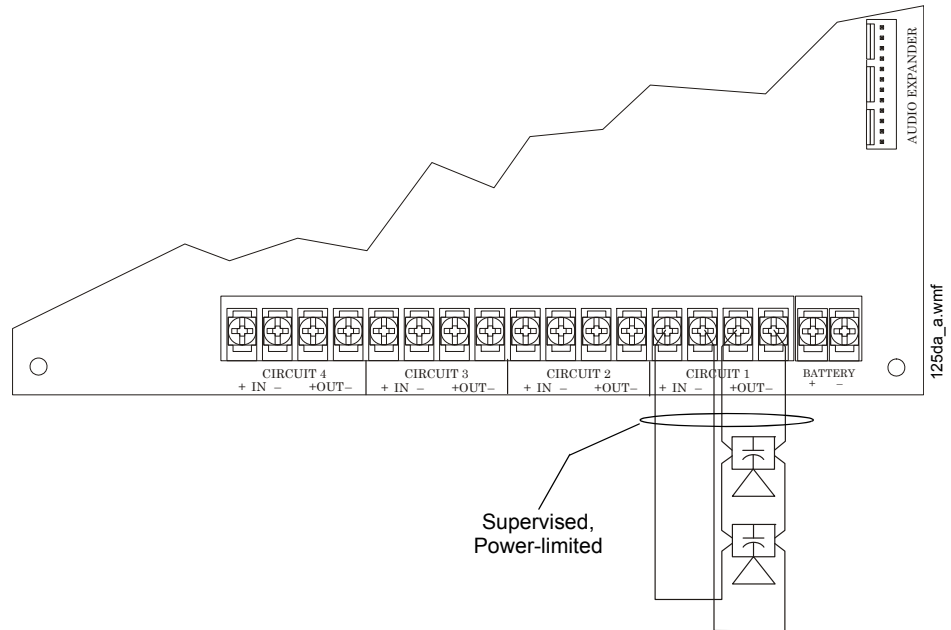 AUDIO EXPANDER
125da_a.wmf
CIRCUIT 4 CIRCUIT 3 CIRCUIT 2 CIRCUIT 1 BATTERY
+ IN – +OUT– + IN – +OUT– + IN – +OUT– + IN – +OUT– + –
Supervised,
Power-limited